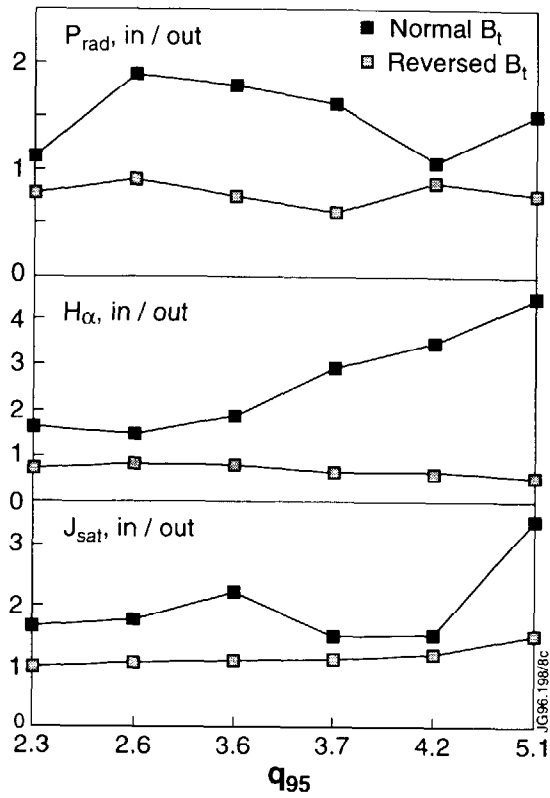 P_rad, in / out
■ Normal B_t
□ Reversed B_t
2
1
0
H_α, in / out
4
3
2
1
0
J_sat, in / out
3
2
1
0
2.3 2.6 3.6 3.7 4.2 5.1
q_95
JG96.198/8c